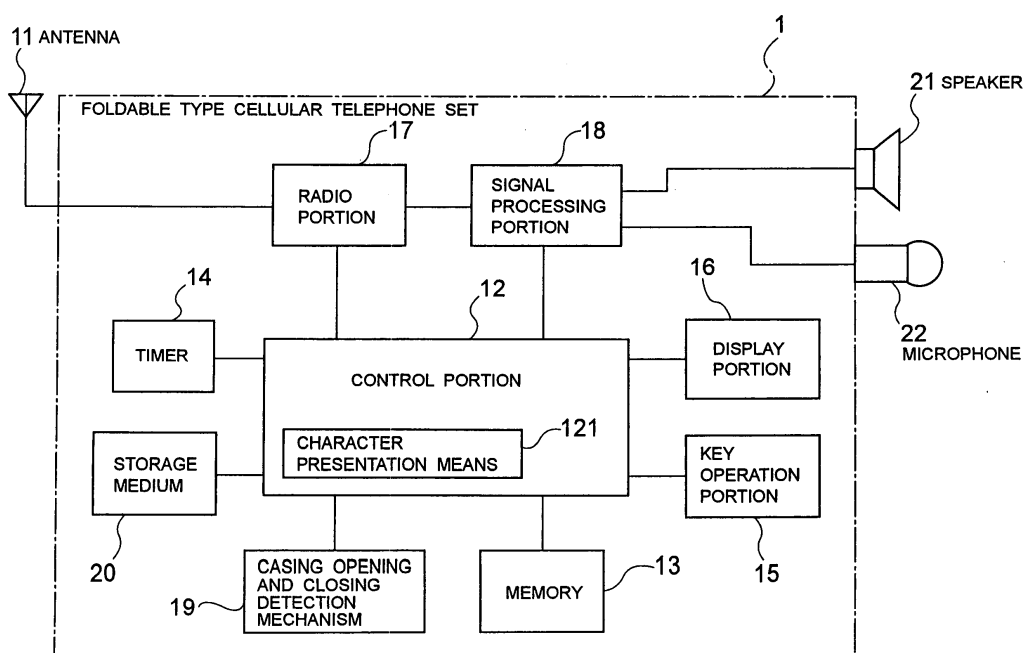 1
11 ANTENNA
21 SPEAKER
FOLDABLE TYPE CELLULAR TELEPHONE SET
17
18
RADIO
PORTION
SIGNAL
PROCESSING
PORTION
14
12
16
22
MICROPHONE
TIMER
CONTROL PORTION
DISPLAY
PORTION
121
CHARACTER
PRESENTATION MEANS
STORAGE
MEDIUM
KEY
OPERATION
PORTION
20
19
CASING OPENING
AND CLOSING
DETECTION
MECHANISM
13
MEMORY
15